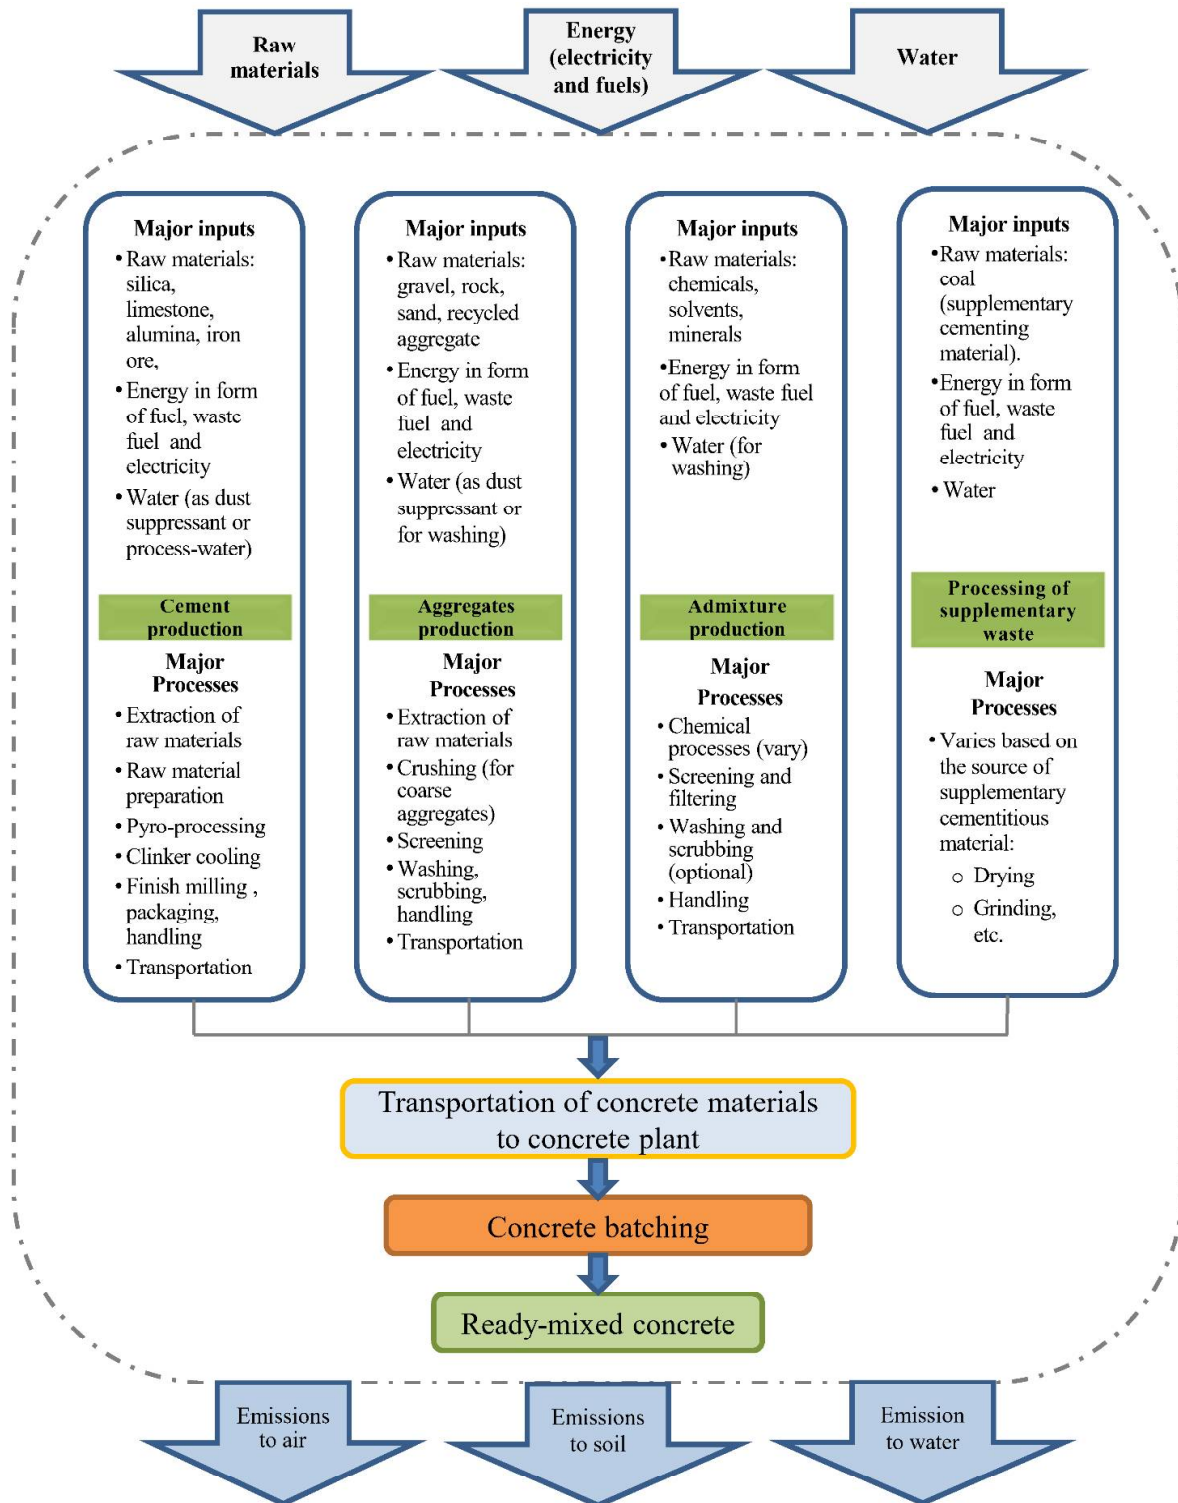 Raw
materials
Energy
(electricity
and fuels)
Water
Major inputs
• Raw materials:
silica,
limestone,
alumina, iron
ore,
• Energy in form
of fuel, waste
fuel and
electricity
• Water (as dust
suppressant or
process-water)
Cement
production
Major
Processes
• Extraction of
raw materials
• Raw material
preparation
• Pyro-processing
• Clinker cooling
• Finish milling ,
packaging,
handling
• Transportation
Major inputs
• Raw materials:
gravel, rock,
sand, recycled
aggregate
• Energy in form
of fuel, waste
fuel and
electricity
• Water (as dust
suppressant or
for washing)
Aggregates
production
Major
Processes
• Extraction of
raw materials
• Crushing (for
coarse
aggregates)
• Screening
• Washing,
scrubbing,
handling
• Transportation
Major inputs
• Raw materials:
chemicals,
solvents,
minerals
• Energy in form
of fuel, waste fuel
and electricity
• Water (for
washing)
Admixture
production
Major
Processes
• Chemical
processes (vary)
• Screening and
filtering
• Washing and
scrubbing
(optional)
• Handling
• Transportation
Major inputs
• Raw materials:
coal
(supplementary
cementing
material).
• Energy in form
of fuel, waste
fuel and
electricity
• Water
Processing of
supplementary
waste
Major
Processes
• Varies based on
the source of
supplementary
cementitious
material:
o Drying
o Grinding,
etc.
Transportation of concrete materials
to concrete plant
Concrete batching
Ready-mixed concrete
Emissions
to air
Emissions
to soil
Emission
to water